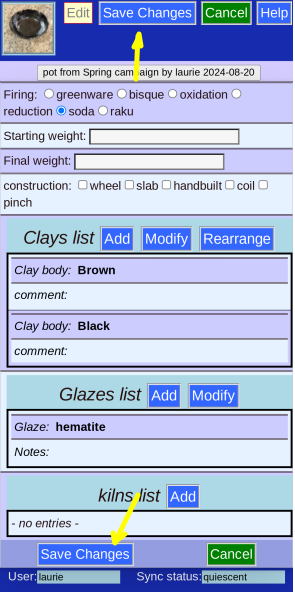 Edit Save Changes Cancel Help
pot from Spring campaign by laurie 2024-08-20
Firing: greenware bisque oxidation
reduction soda raku
Starting weight:
Final weight:
construction: wheel slab handbuilt coil
pinch
Clays list Add Modify Rearrange
Clay body: Brown
comment:
Clay body: Black
comment:
Glazes list Add Modify
Glaze: hematite
Notes:
kilns list Add
- no entries -
Save Changes Cancel
User: laurie Sync status: quiescent